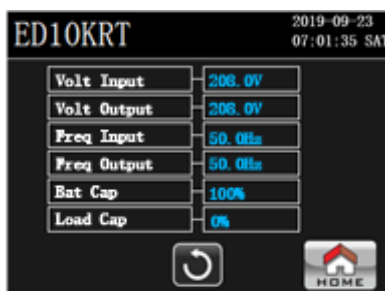 ED10KRT
2019-09-23
07:01:35 SAT
Volt Input 208.0V
Volt Output 208.0V
Freq Input 50.0Hz
Freq Output 50.0Hz
Bat Cap 100%
Load Cap 0%
HOME